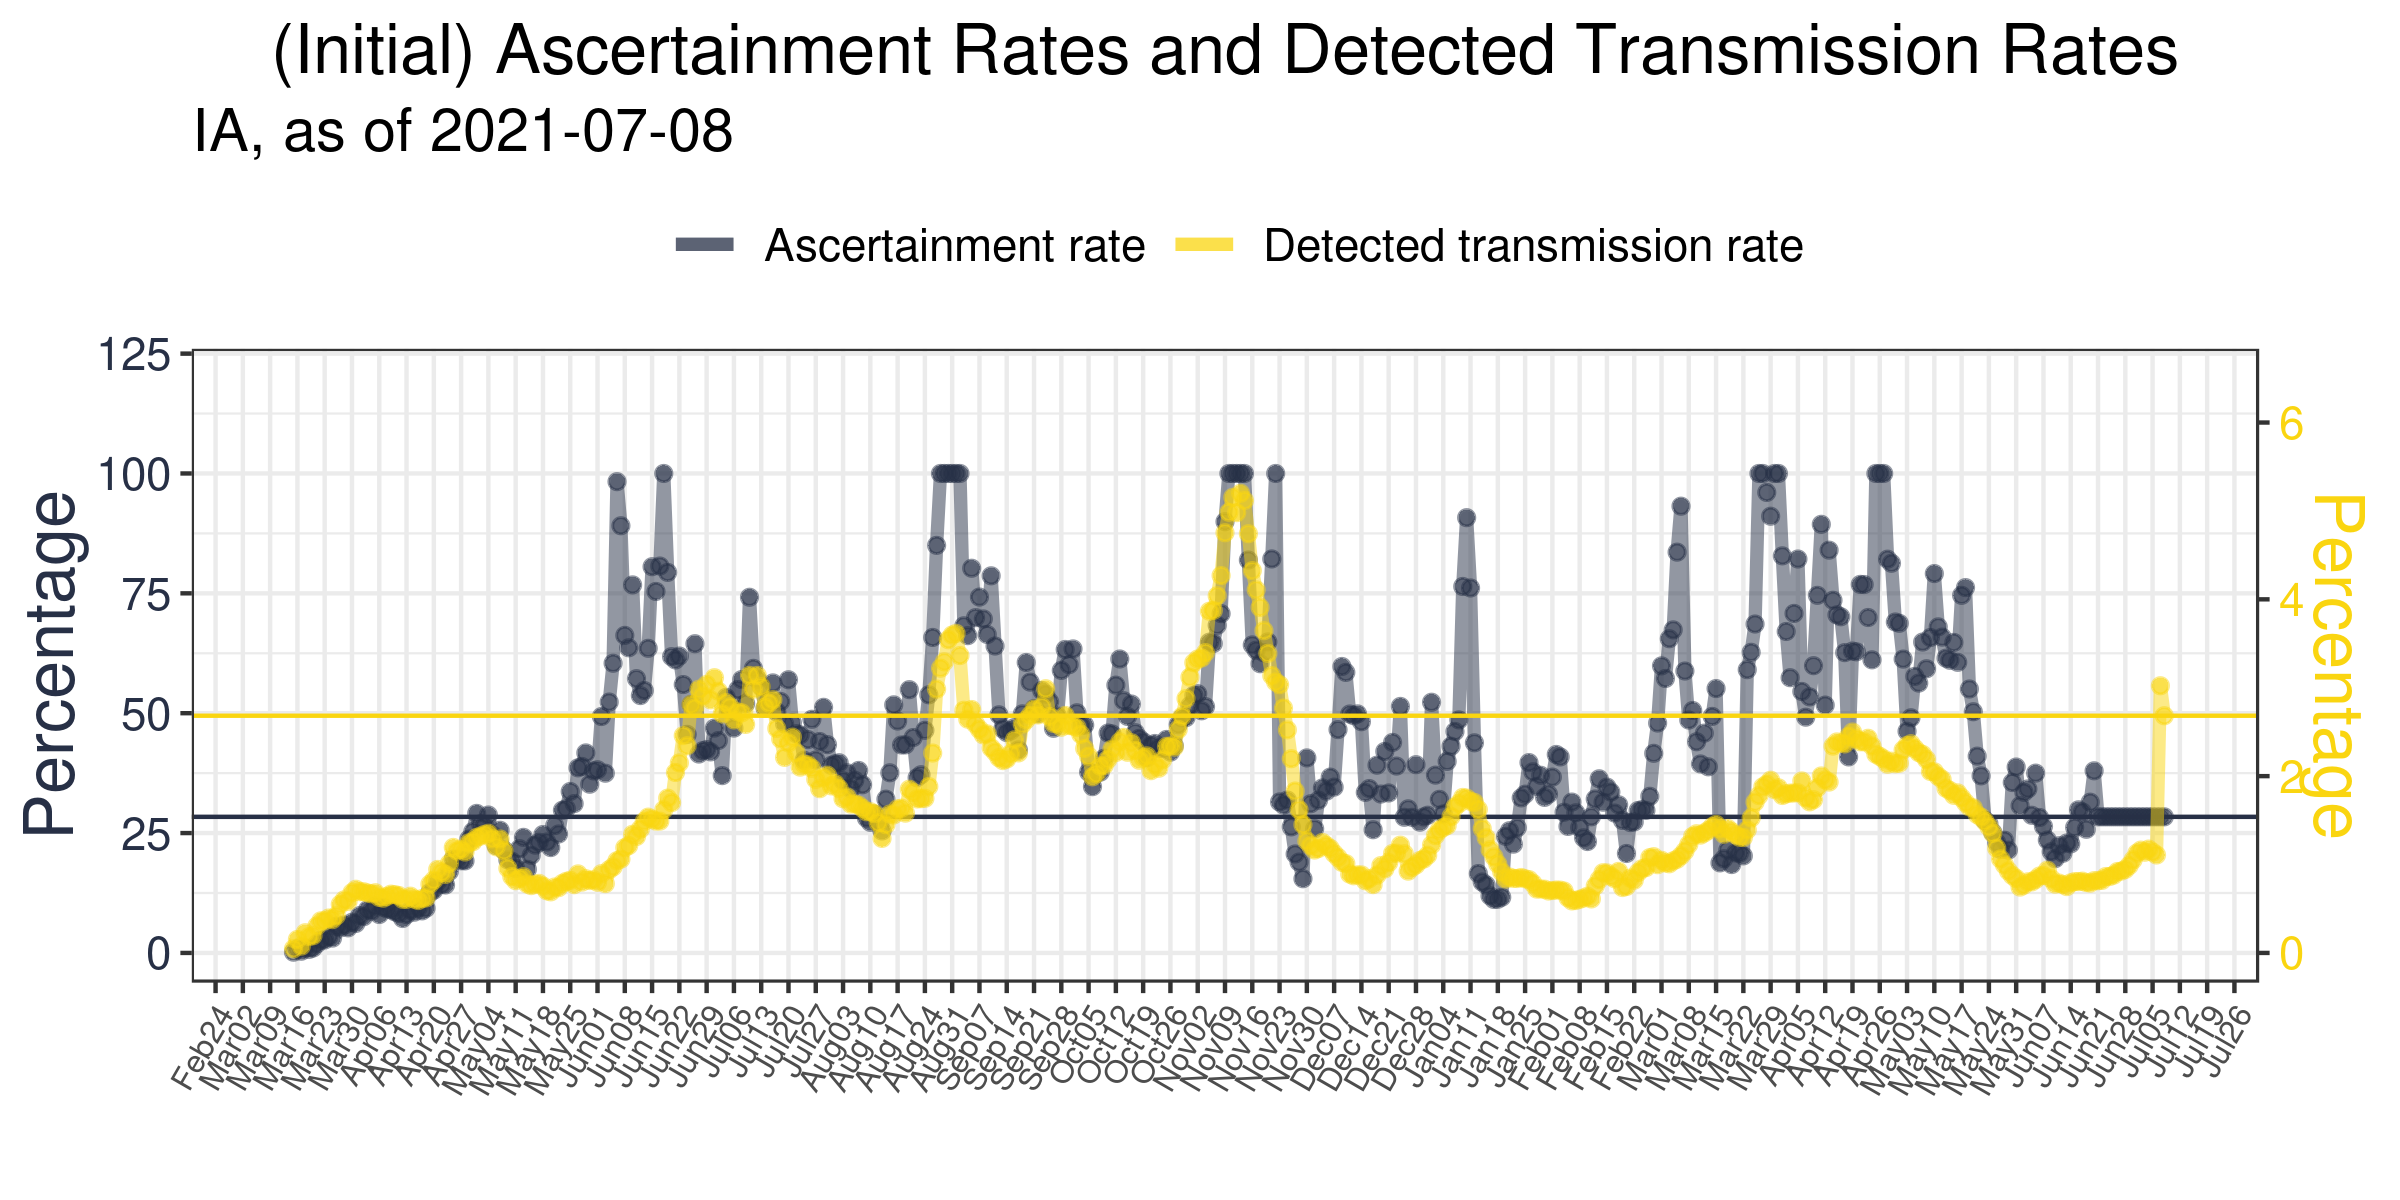 (Initial) Ascertainment Rates and Detected Transmission Rates
IA, as of 2021-07-08
Ascertainment rate Detected transmission rate
Percentage
125
100
75
50
25
0
6
4
2
0
Percentage
Feb24 Mar02 Mar09 Mar16 Mar23 Mar30 Apr06 Apr13 Apr20 Apr27 May04 May11 May18 May25 Jun01 Jun08 Jun15 Jun22 Jun29 Jul06 Jul13 Jul20 Jul27 Aug03 Aug10 Aug17 Aug24 Aug31 Sep07 Sep14 Sep21 Sep28 Oct05 Oct12 Oct19 Oct26 Nov02 Nov09 Nov16 Nov23 Nov30 Dec07 Dec14 Dec21 Dec28 Jan04 Jan11 Jan18 Jan25 Feb01 Feb08 Feb15 Feb22 Mar01 Mar08 Mar15 Mar22 Mar29 Apr05 Apr12 Apr19 Apr26 May03 May10 May17 May24 May31 Jun07 Jun14 Jun21 Jun28 Jul05 Jul12 Jul19 Jul26